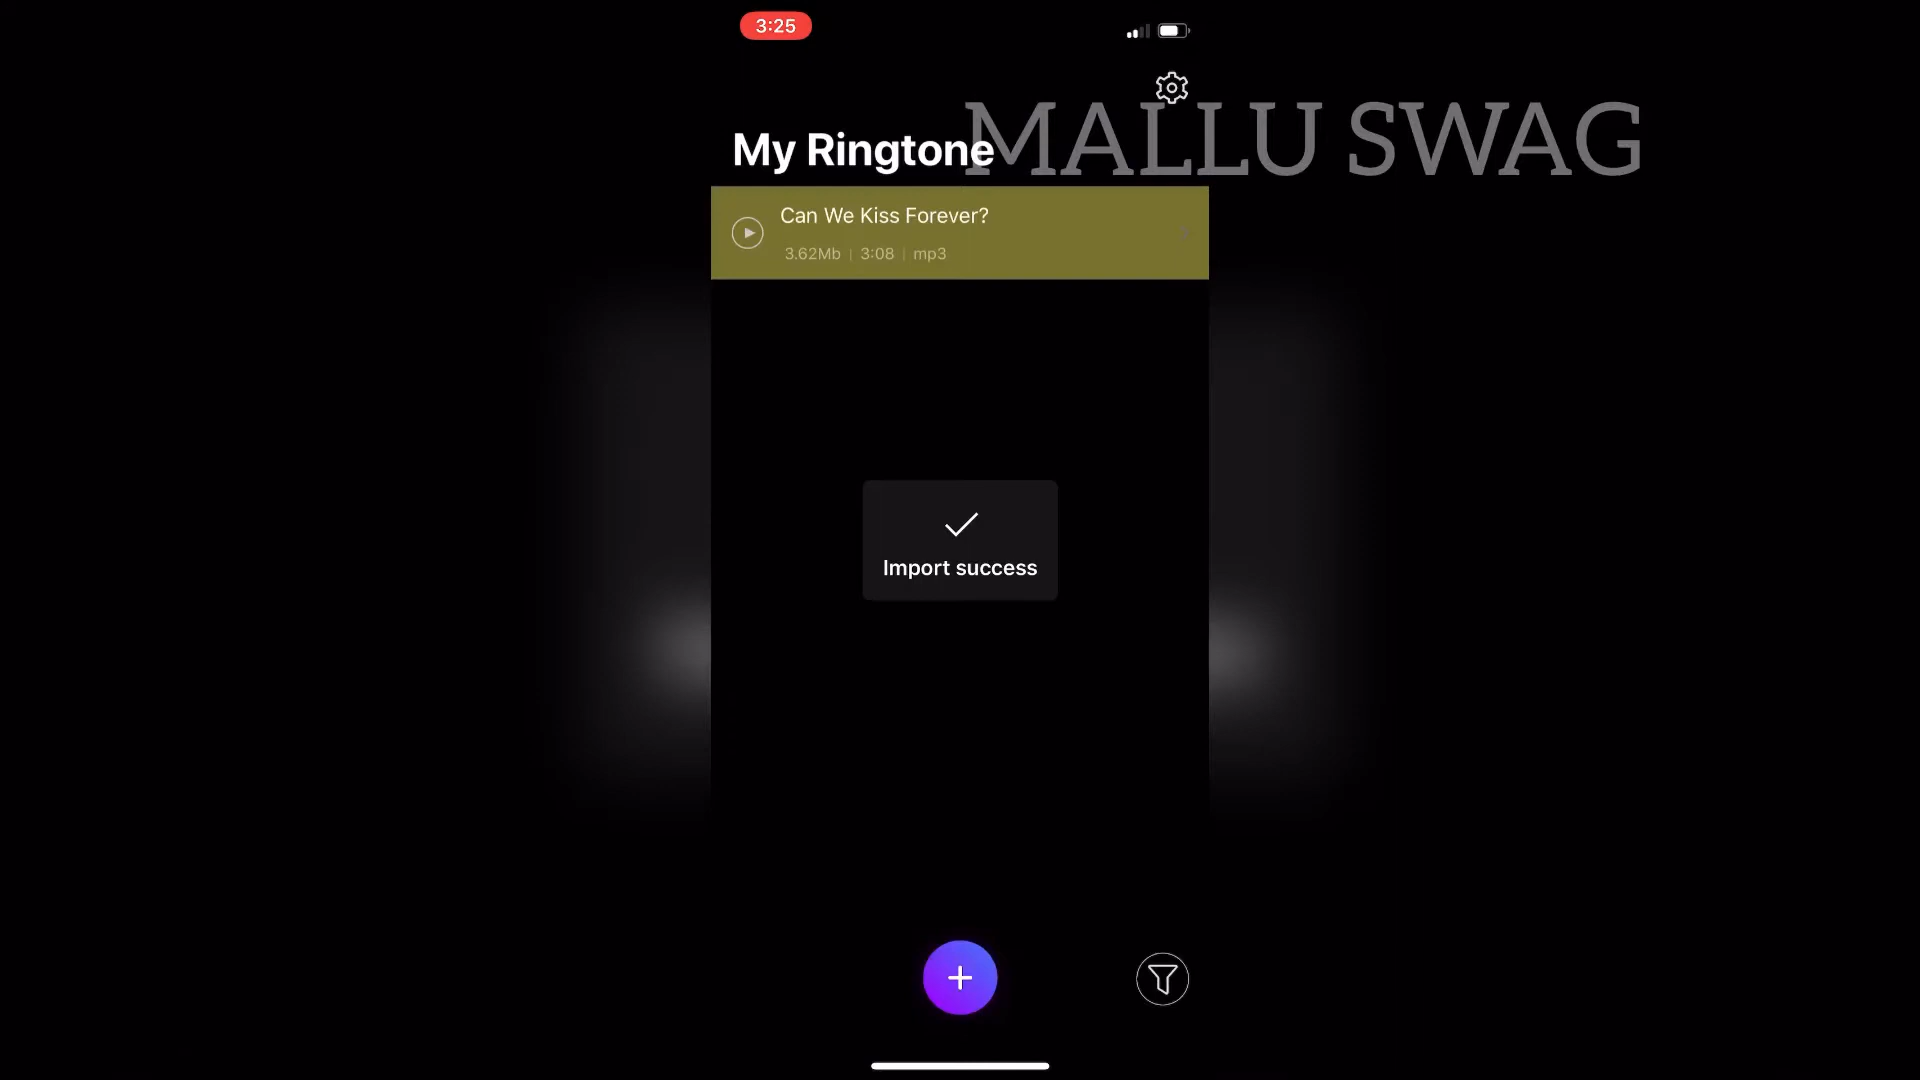 3:25
MALLU SWAG
My Ringtone
Can We Kiss Forever?
3.62Mb | 3:08 | mp3
Import success